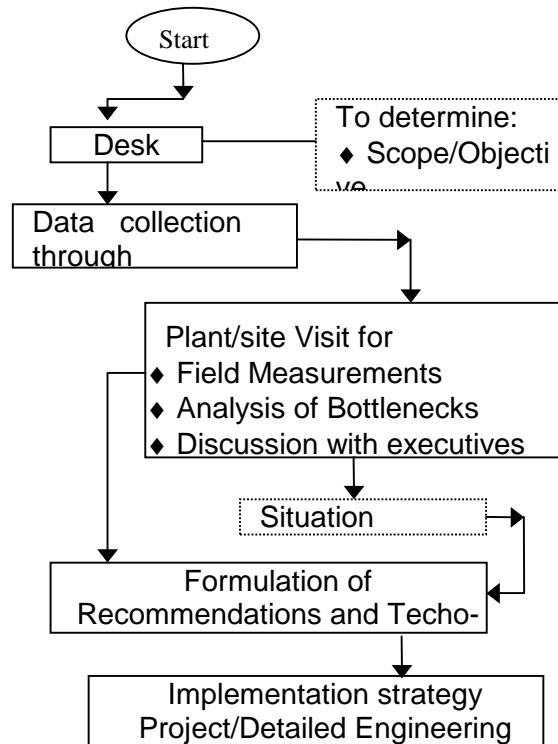 Start
Desk
To determine:
♦ Scope/Objecti
ve
Data collection
through
Plant/site Visit for
♦ Field Measurements
♦ Analysis of Bottlenecks
♦ Discussion with executives
Situation
Formulation of
Recommendations and Techo-
Implementation strategy
Project/Detailed Engineering